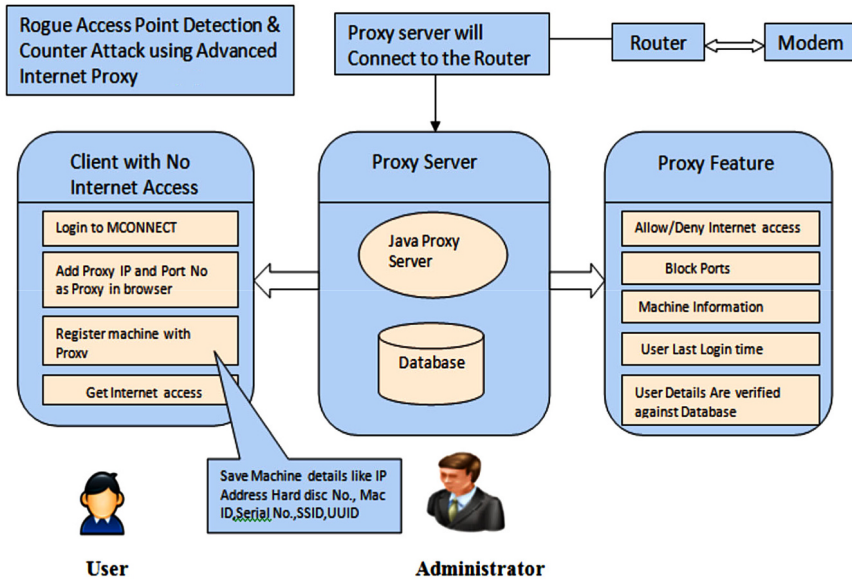 Rogue Access Point Detection &
Counter Attack using Advanced
Internet Proxy
Proxy server will
Connect to the Router
Router
Modem
Client with No
Internet Access
Login to MCONNECT
Add Proxy IP and Port No
as Proxy in browser
Register machine with
Proxy
Get Internet access
Save Machine details like IP
Address Hard disc No., Mac
ID,Serial No.,SSID,UUID
Proxy Server
Java Proxy
Server
Database
Proxy Feature
Allow/Deny Internet access
Block Ports
Machine Information
User Last Login time
User Details Are verified
against Database
User
Administrator